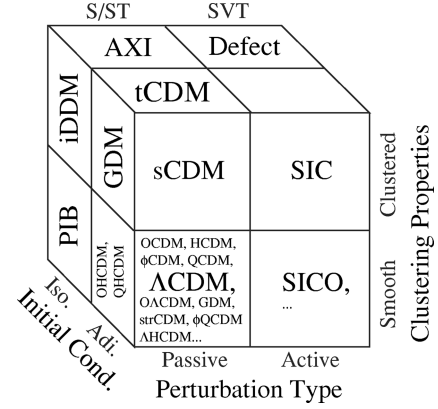 S/ST SVT
AXI Defect
tCDM
iDDM
GDM
sCDM SIC
Clustered
PIB
OHCDM,
QHCDM
OCDM, HCDM,
ϕCDM, QCDM,
ΛCDM,
OΛCDM, GDM,
strCDM, ϕQCDM
ΛHCDM...
SICO,
...
Smooth
Clustering Properties
Iso.
Adi.
Initial Cond.
Passive Active
Perturbation Type